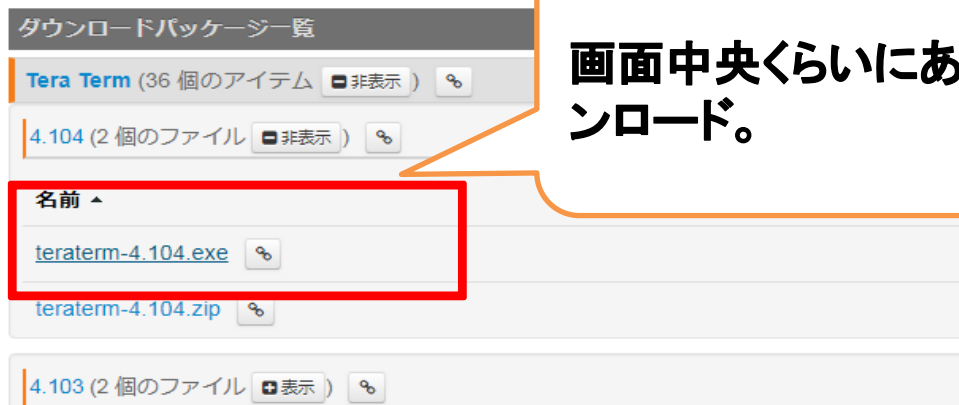 ダウンロードパッケージ一覧
Tera Term (36 個のアイテム 非表示)
4.104 (2 個のファイル 非表示)
名前
teraterm-4.104.exe
teraterm-4.104.zip
4.103 (2 個のファイル 表示)
画面中央くらいにあ
ンロード。